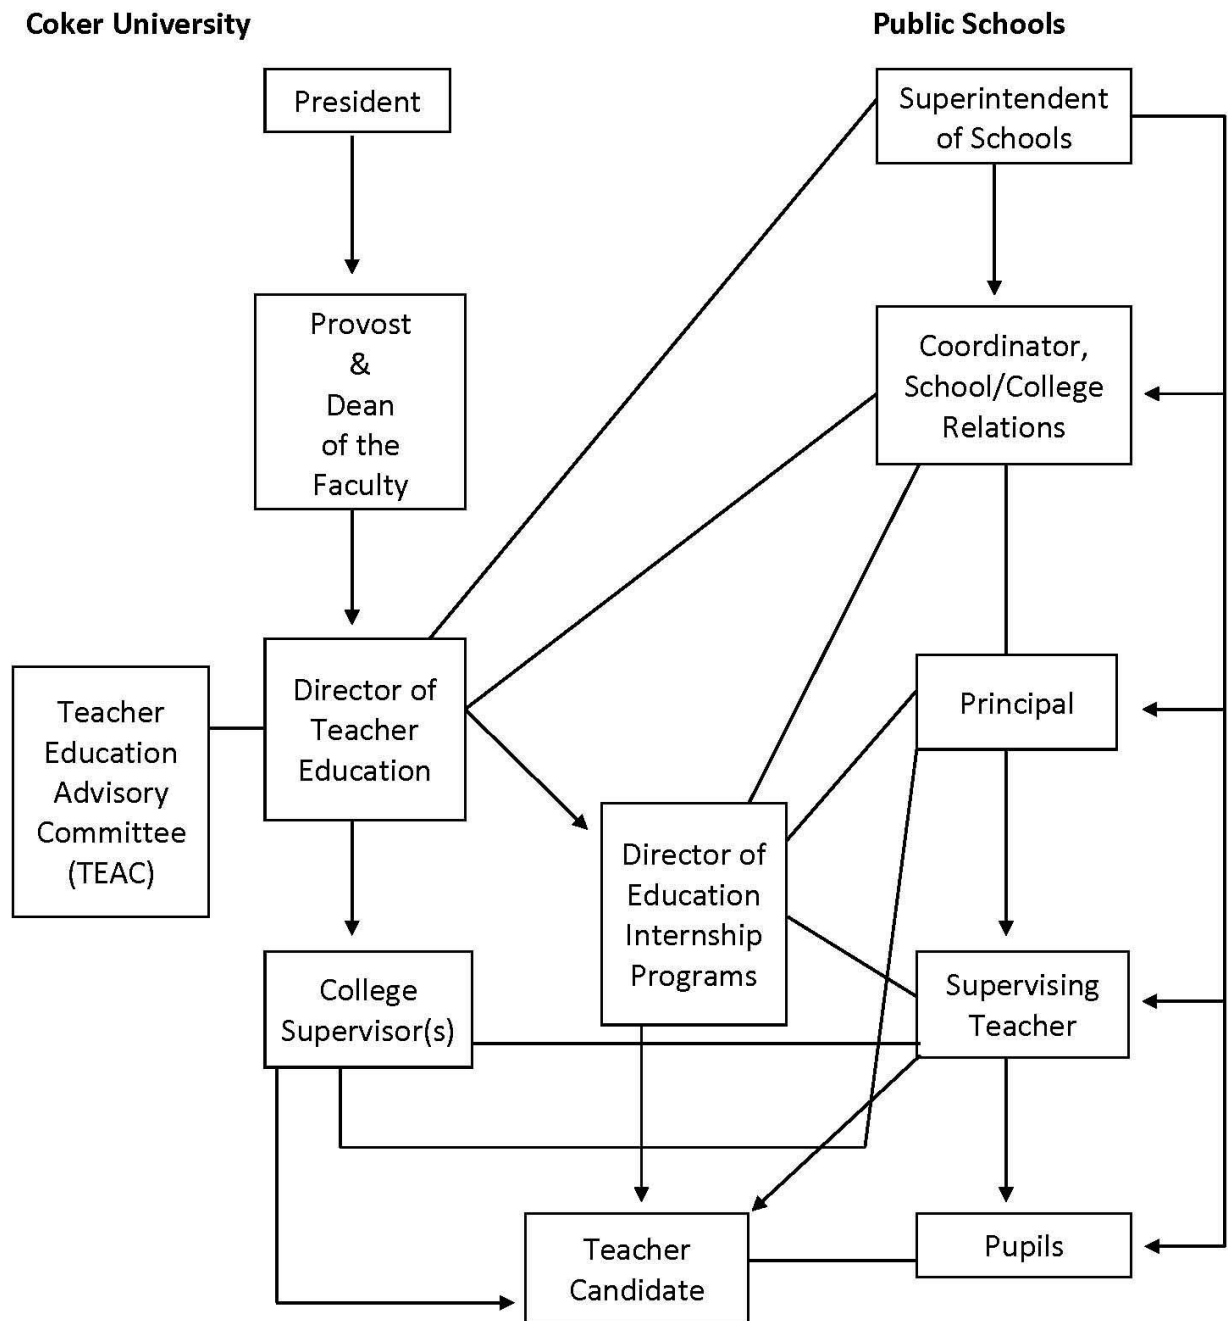 Coker University
Public Schools
President
Superintendent
of Schools
Provost
&
Dean
of the
Faculty
Coordinator,
School/College
Relations
Teacher
Education
Advisory
Committee
(TEAC)
Director of
Teacher
Education
Principal
Director of
Education
Internship
Programs
College
Supervisor(s)
Supervising
Teacher
Teacher
Candidate
Pupils